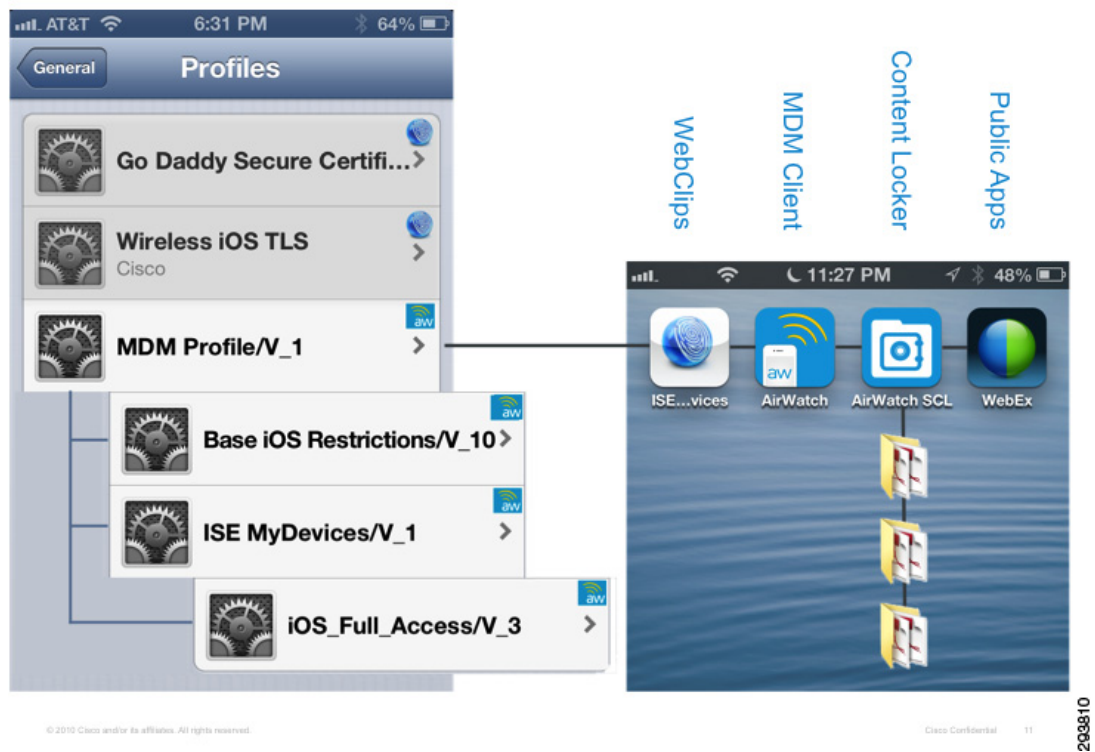 AT&T 6:31 PM 64%
General
Profiles
Go Daddy Secure Certifi...
Wireless iOS TLS
Cisco
MDM Profile/V_1
aw
Base iOS Restrictions/V_10
aw
ISE MyDevices/V_1
aw
iOS_Full_Access/V_3
aw
WebClips
MDM Client
Content Locker
Public Apps
11:27 PM 48%
aw
ISE...vices
AirWatch
AirWatch SCL
WebEx
© 2010 Cisco and/or its affiliates. All rights reserved.
Cisco Confidential
11
293810